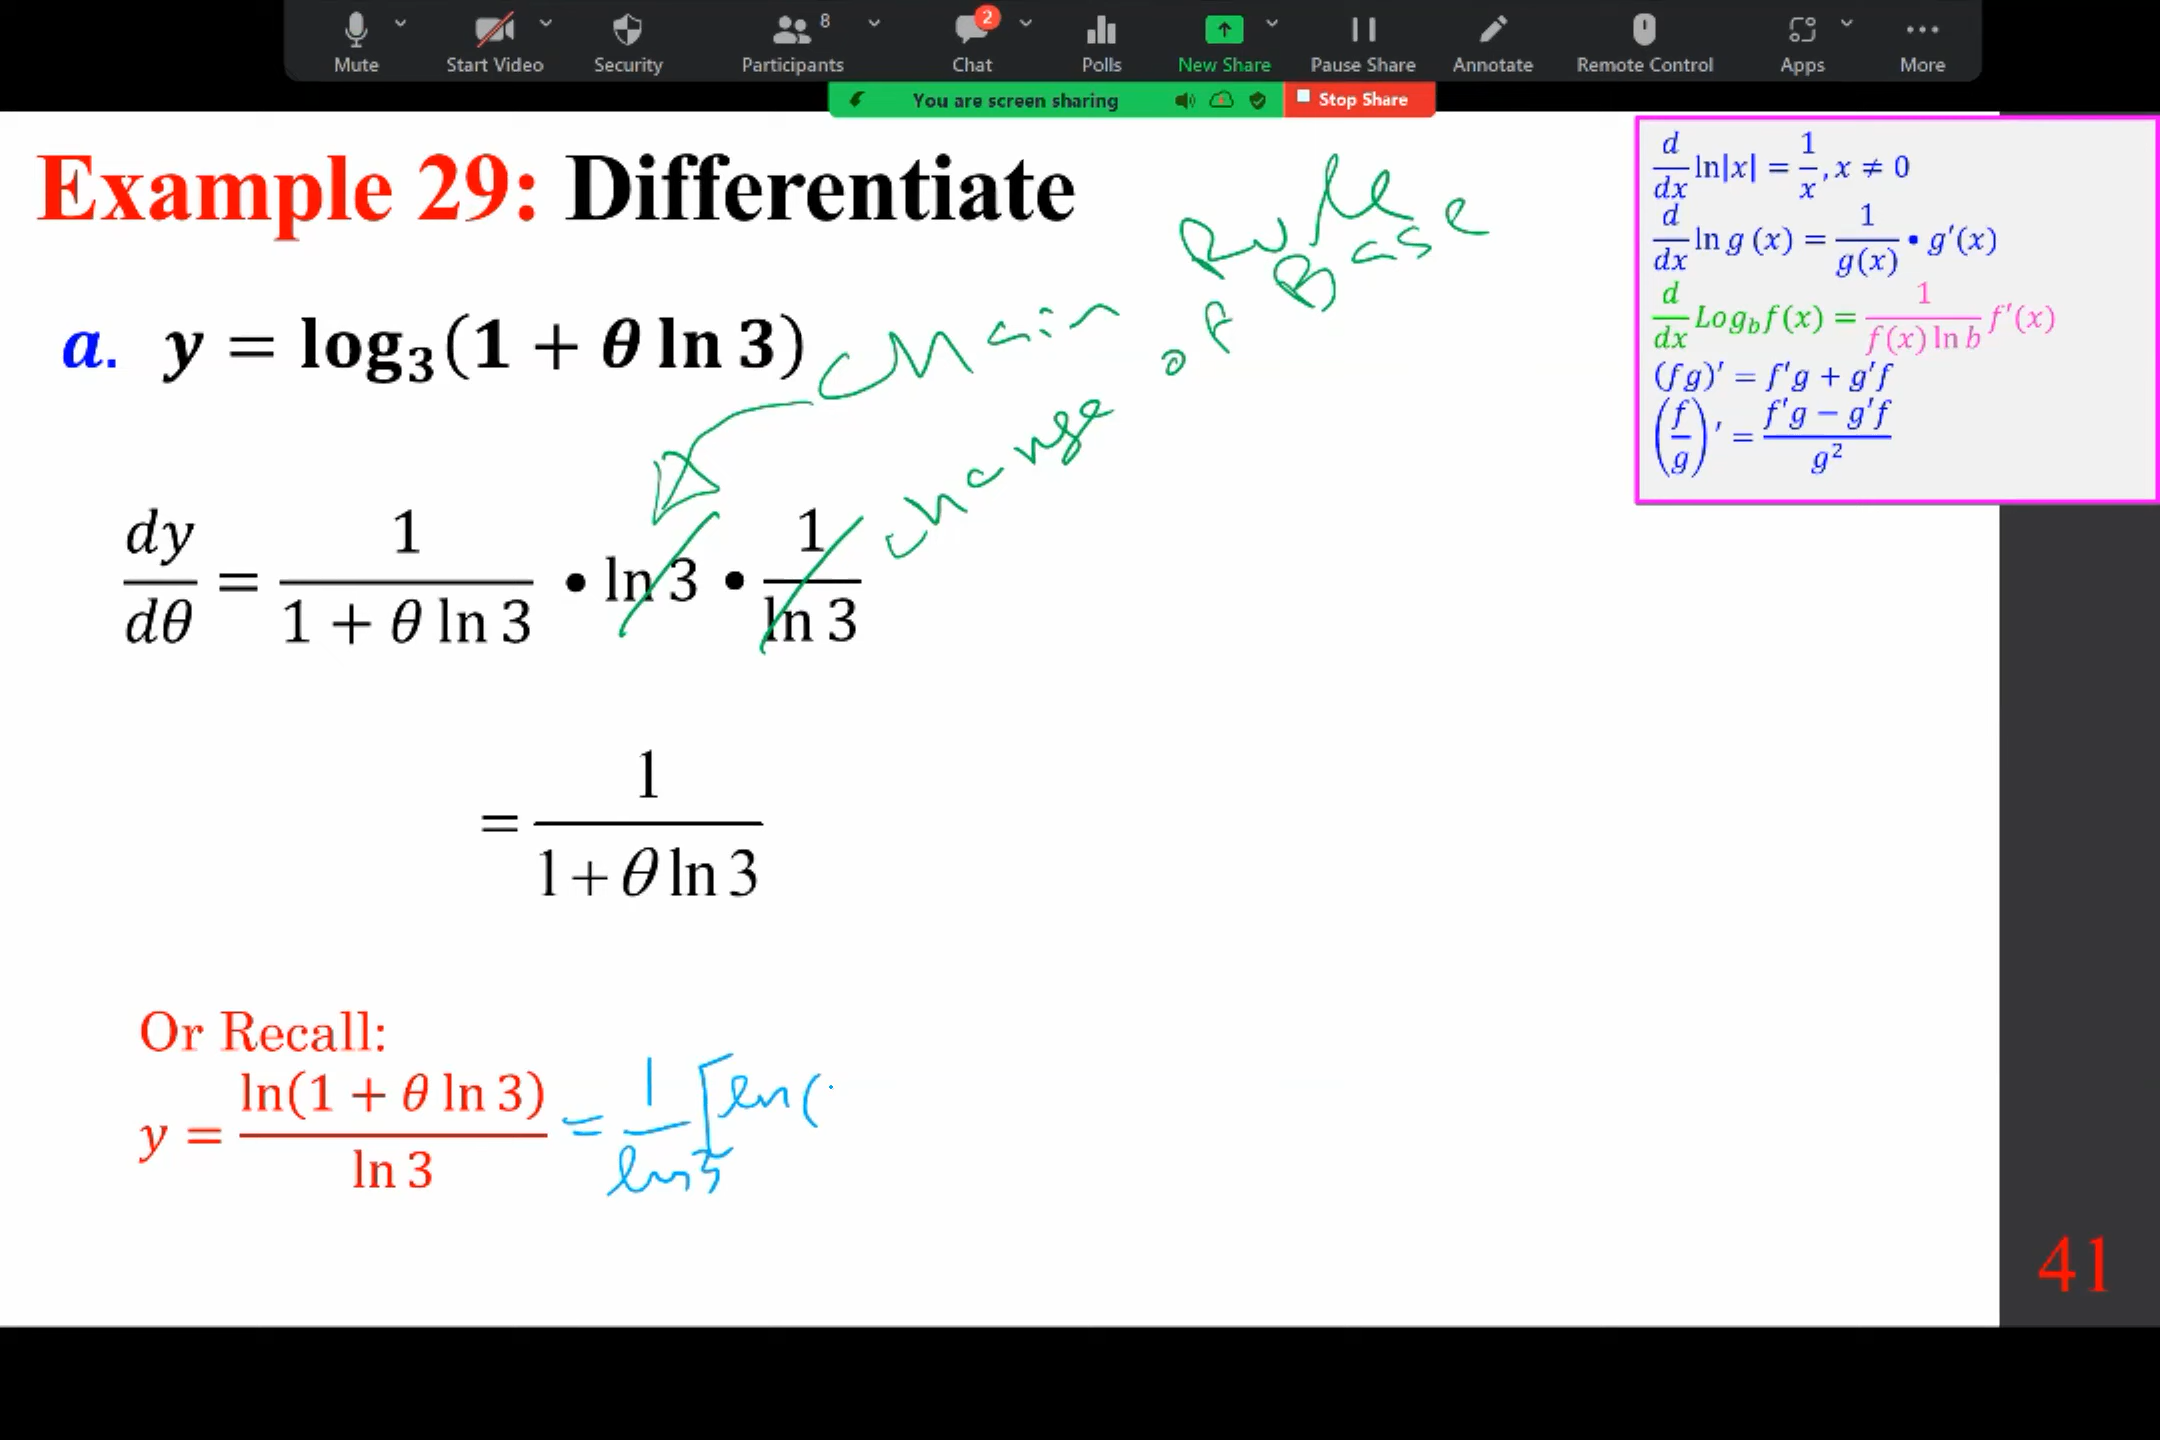 Mute Start Video Security Participants 8 Chat 2 Polls New Share Pause Share Annotate Remote Control Apps More
You are screen sharing Stop Share
Example 29: Differentiate
a. y = log₃(1 + θ ln 3)
Chain Rule
change of Base
dy/dθ = 1/(1 + θ ln 3) • ln 3 • 1/ln 3
= 1/(1 + θ ln 3)
Or Recall:
y = ln(1 + θ ln 3)/ln 3 = 1/ln 3 [ln(
d/dx ln|x| = 1/x, x ≠ 0
d/dx ln g (x) = 1/g(x) • g′(x)
d/dx Log_b f(x) = 1/(f(x) ln b) f′(x)
(fg)′ = f′g + g′f
(f/g)′ = (f′g − g′f)/g²
41